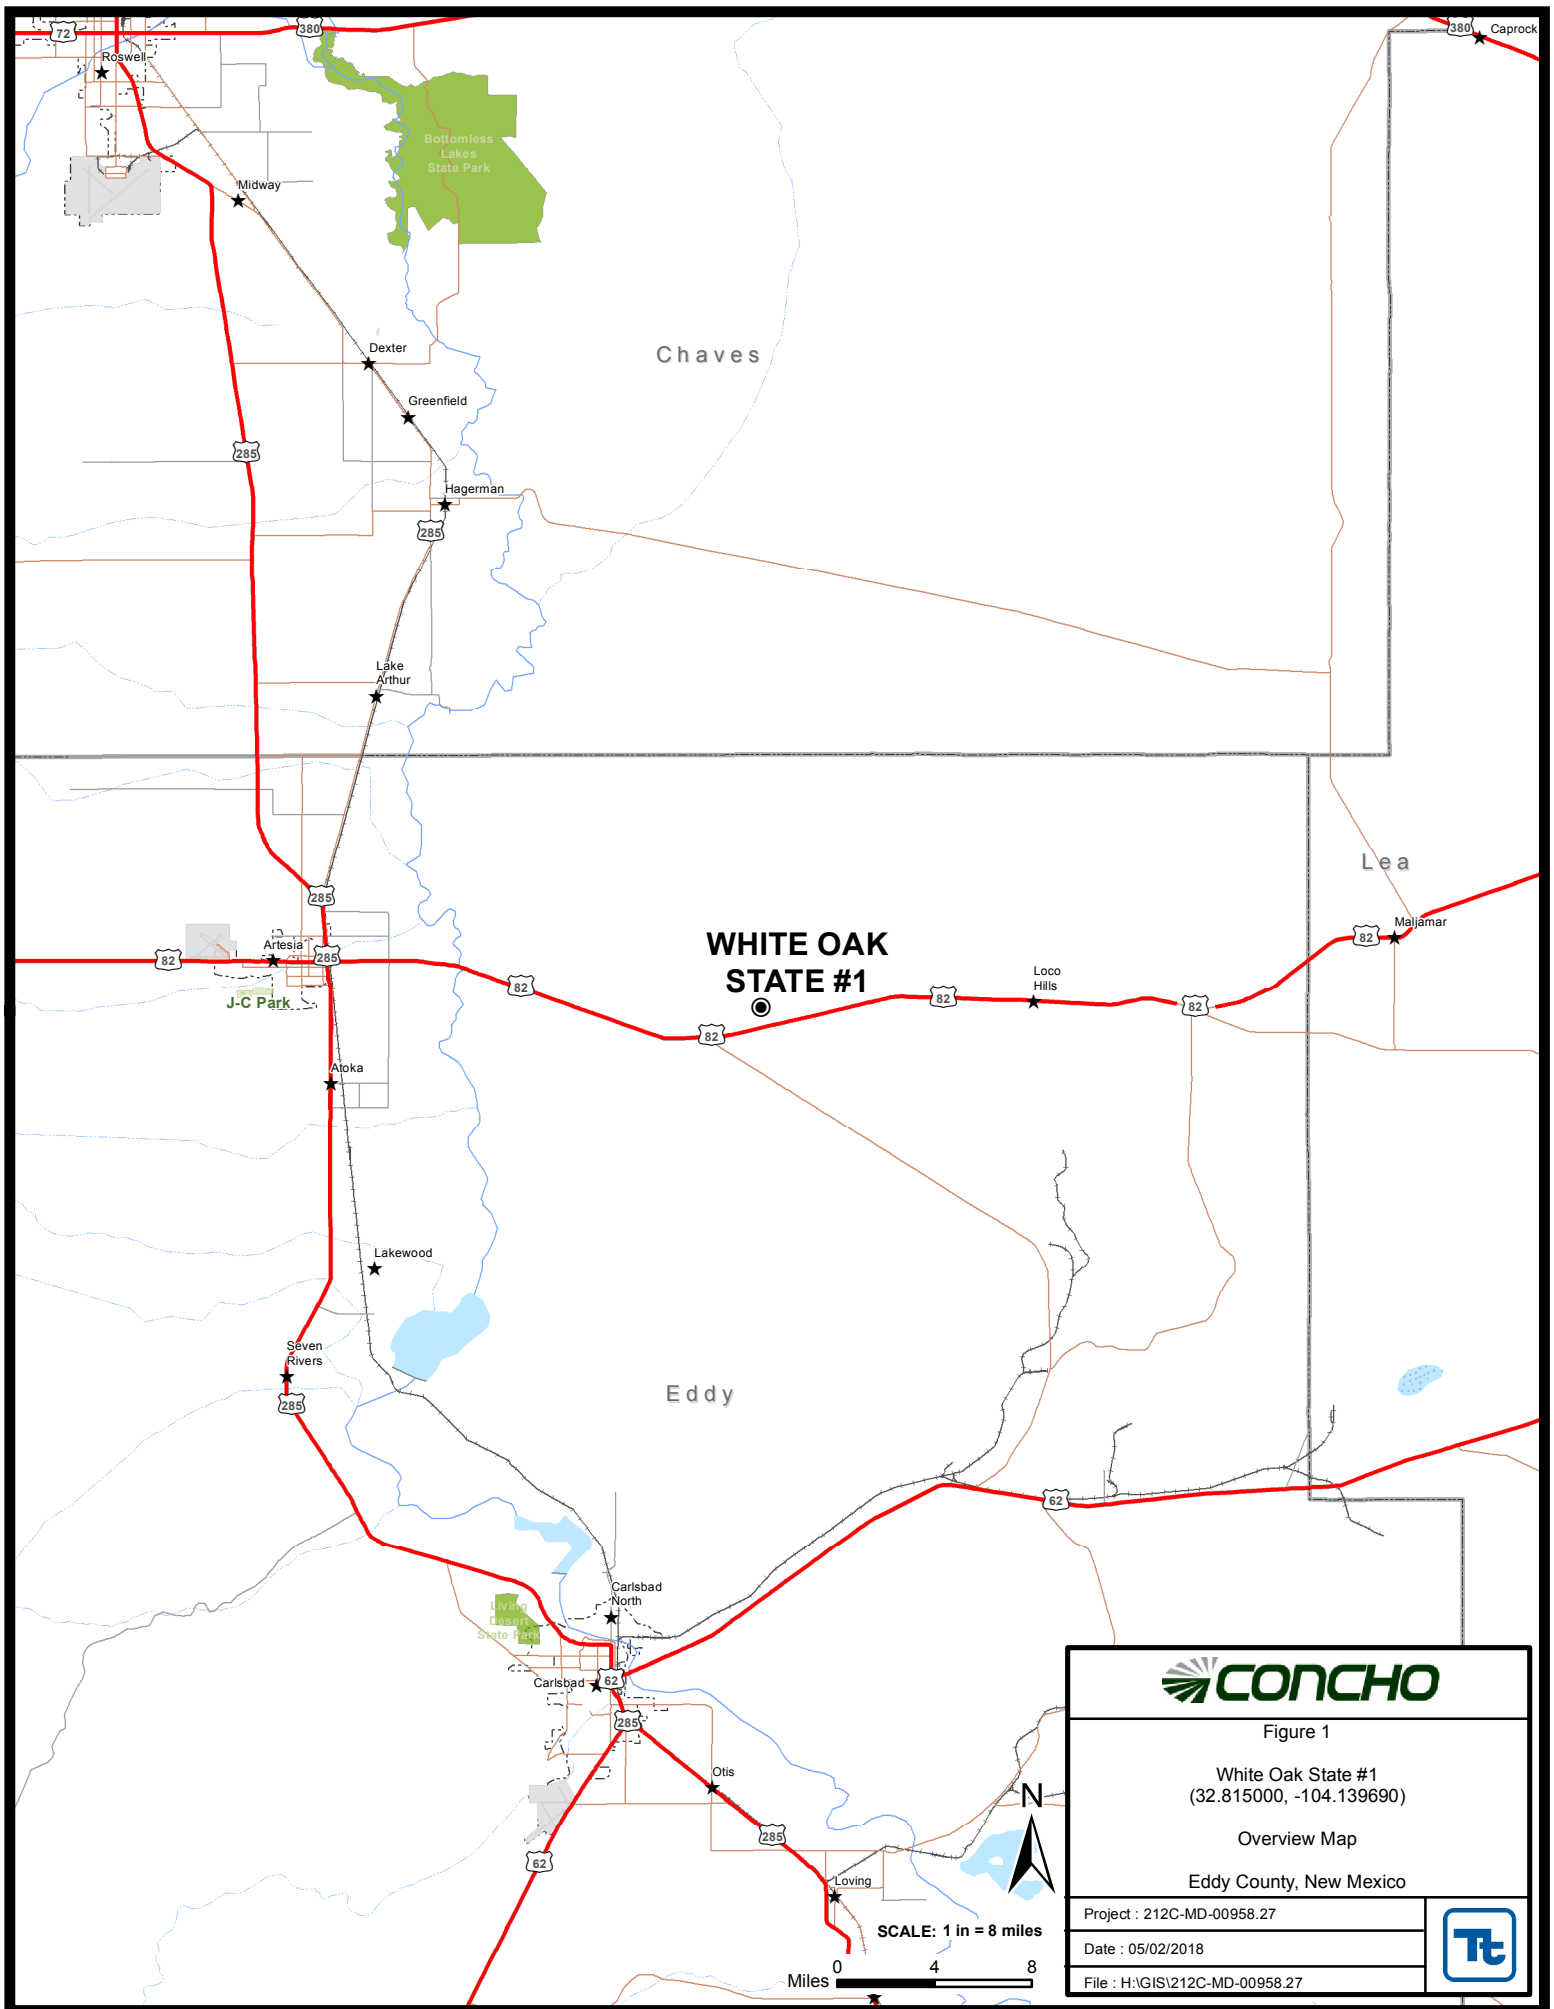 72
380
380
Caprock
Roswell
Bottomless
Lakes
State Park
Midway
Dexter
Chaves
Greenfield
285
Hagerman
285
Lake
Arthur
Lea
285
Maljamar
82
Artesia
285
82
WHITE OAK
STATE #1
82
Loco
Hills
82
82
J-C Park
82
Atoka
Lakewood
Seven
Rivers
285
Eddy
62
Carlsbad
North
Living
Desert
State Park
Carlsbad
62
285
Otis
285
62
Loving
N
SCALE: 1 in = 8 miles
0 4 8
Miles
CONCHO
Figure 1
White Oak State #1
(32.815000, -104.139690)
Overview Map
Eddy County, New Mexico
Project : 212C-MD-00958.27
Date : 05/02/2018
File : H:\GIS\212C-MD-00958.27
Tt